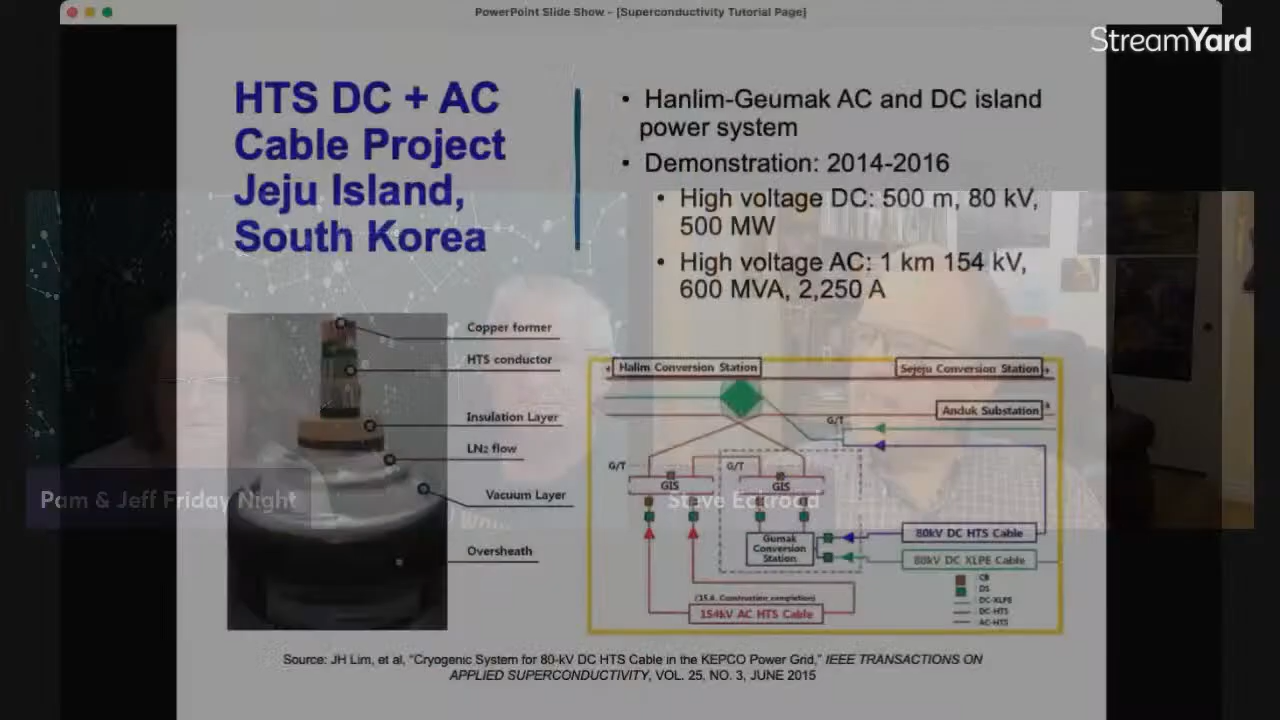 PowerPoint Slide Show - [Superconductivity Tutorial Page]
StreamYard
HTS DC + AC
Cable Project
Jeju Island,
South Korea
• Hanlim-Geumak AC and DC island
power system
• Demonstration: 2014-2016
• High voltage DC: 500 m, 80 kV,
500 MW
• High voltage AC: 1 km 154 kV,
600 MVA, 2,250 A
Copper former
HTS conductor
Insulation Layer
LN2 flow
Vacuum Layer
Oversheath
Halim Conversion Station
Sejeju Conversion Station
Anduk Substation
G/T
G/T
G/T
GIS
GIS
Gumak
Conversion
Station
80kV DC HTS Cable
80kV DC XLPE Cable
(15.4. Construction completion)
154kV AC HTS Cable
CB
DS
DC-XLPE
DC-HTS
AC-HTS
Pam & Jeff Friday Night
Steve Eckroad
Source: JH Lim, et al, "Cryogenic System for 80-kV DC HTS Cable in the KEPCO Power Grid," IEEE TRANSACTIONS ON
APPLIED SUPERCONDUCTIVITY, VOL. 25, NO. 3, JUNE 2015